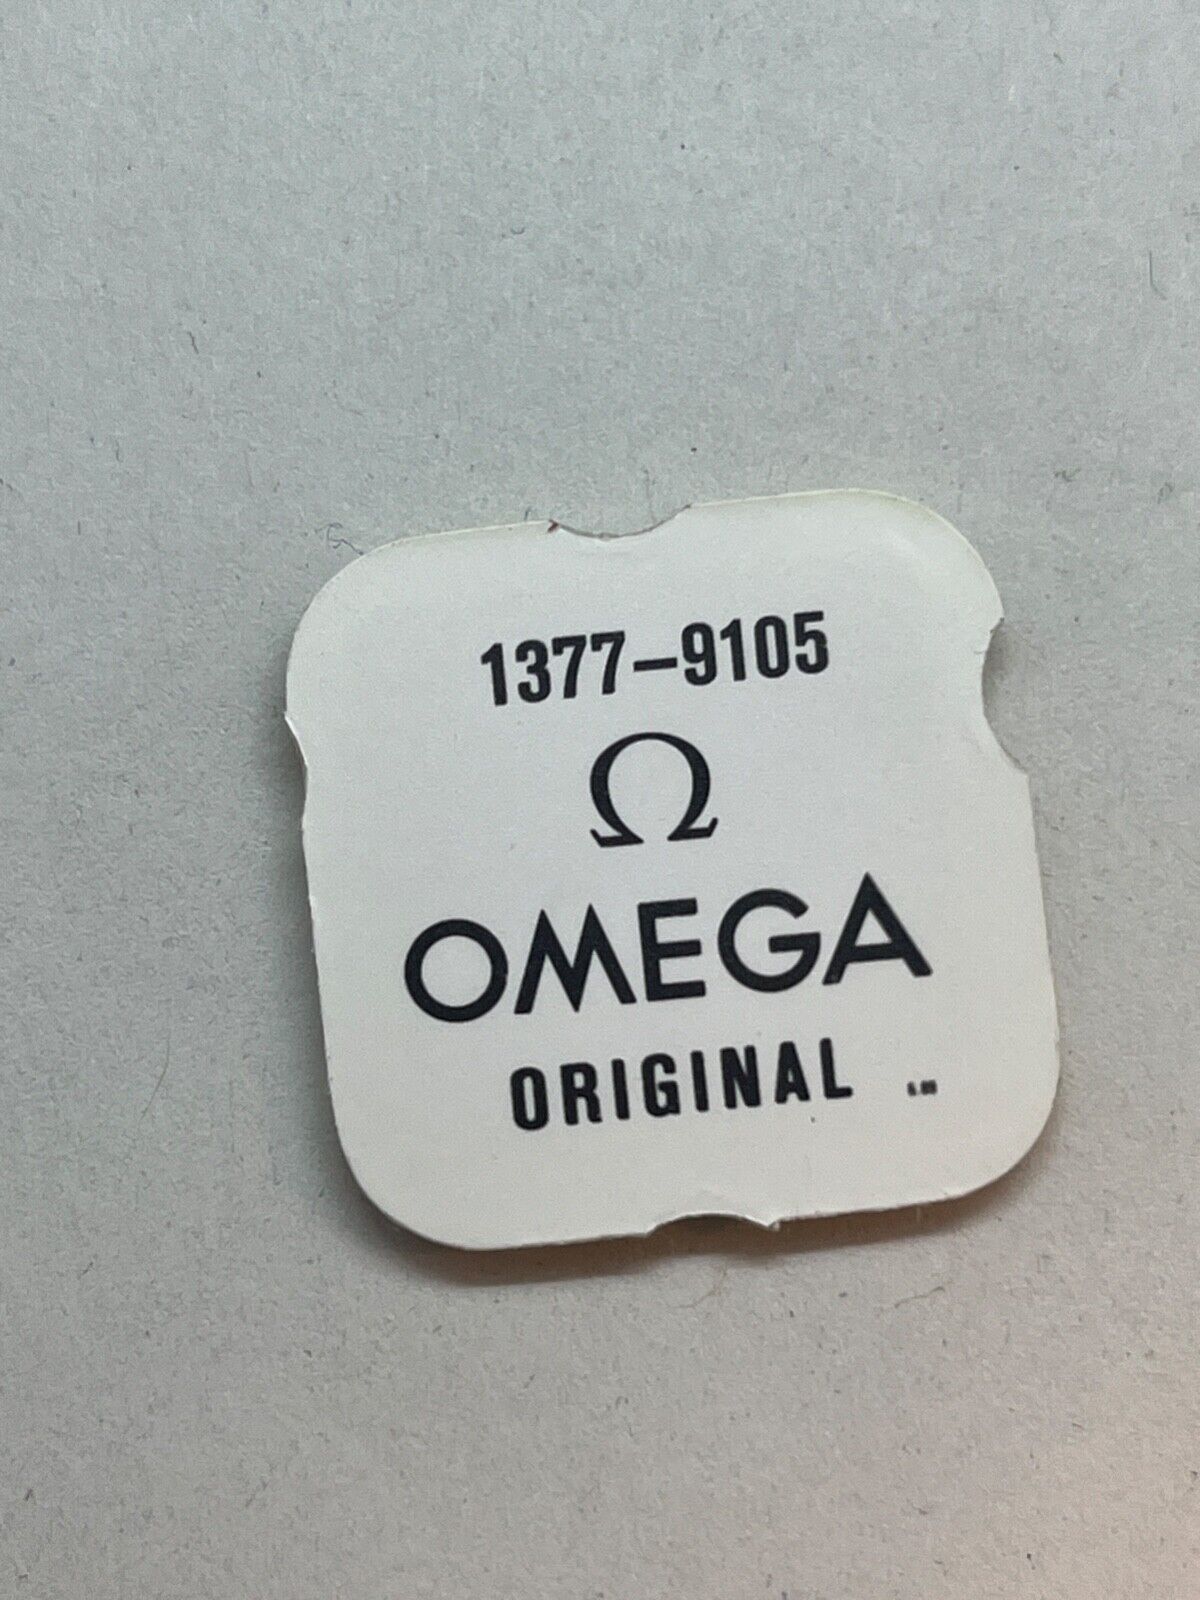 1377-9105
Ω
OMEGA
ORIGINAL